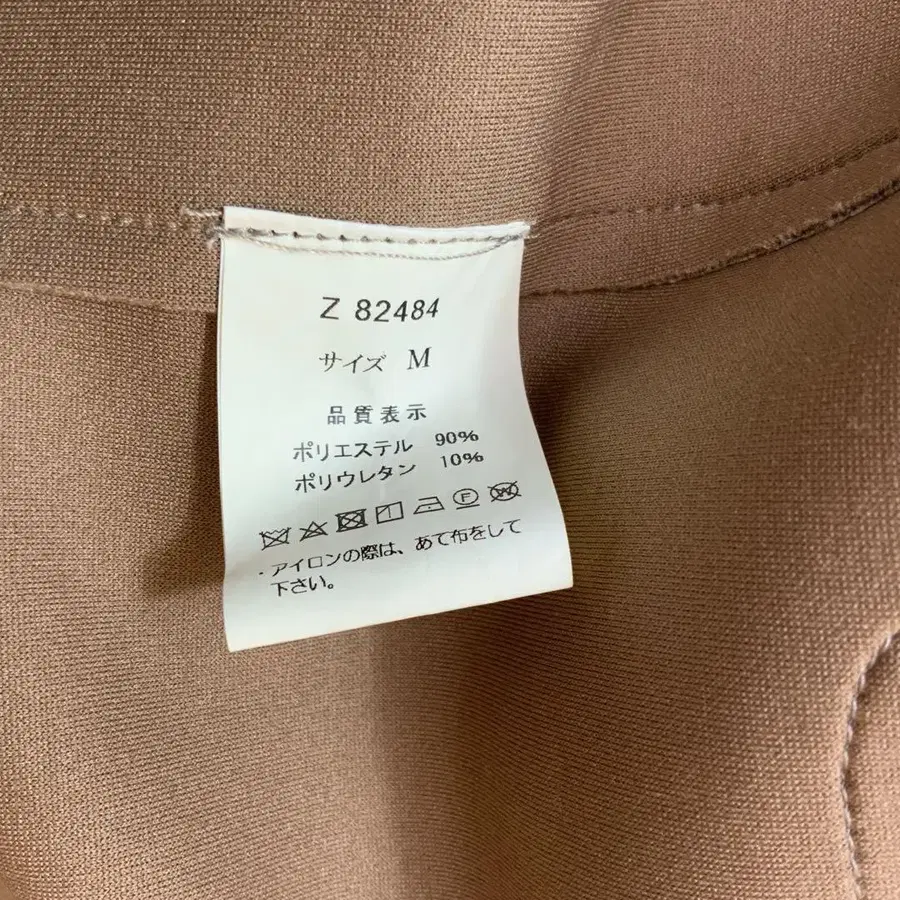 Z 82484
サイズ M
品質表示
ポリエステル 90%
ポリウレタン 10%
F W
. アイロンの際は、あて布をして
下さい。